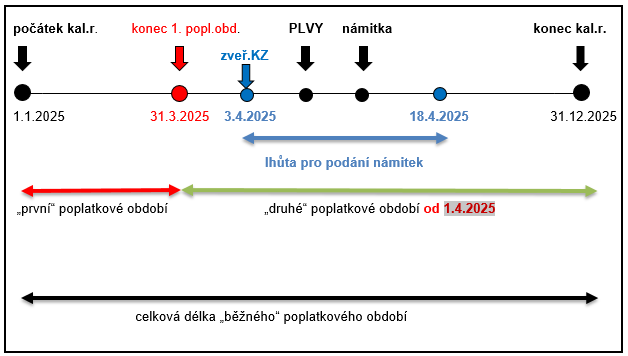 počátek kal.r.
konec 1. popl.obd.
PLVY
námitka
konec kal.r.
zveř.KZ
1.1.2025
31.3.2025
3.4.2025
18.4.2025
31.12.2025
lhůta pro podání námitek
„první“ poplatkové období
„druhé“ poplatkové období od 1.4.2025
celková délka „běžného“ poplatkového období